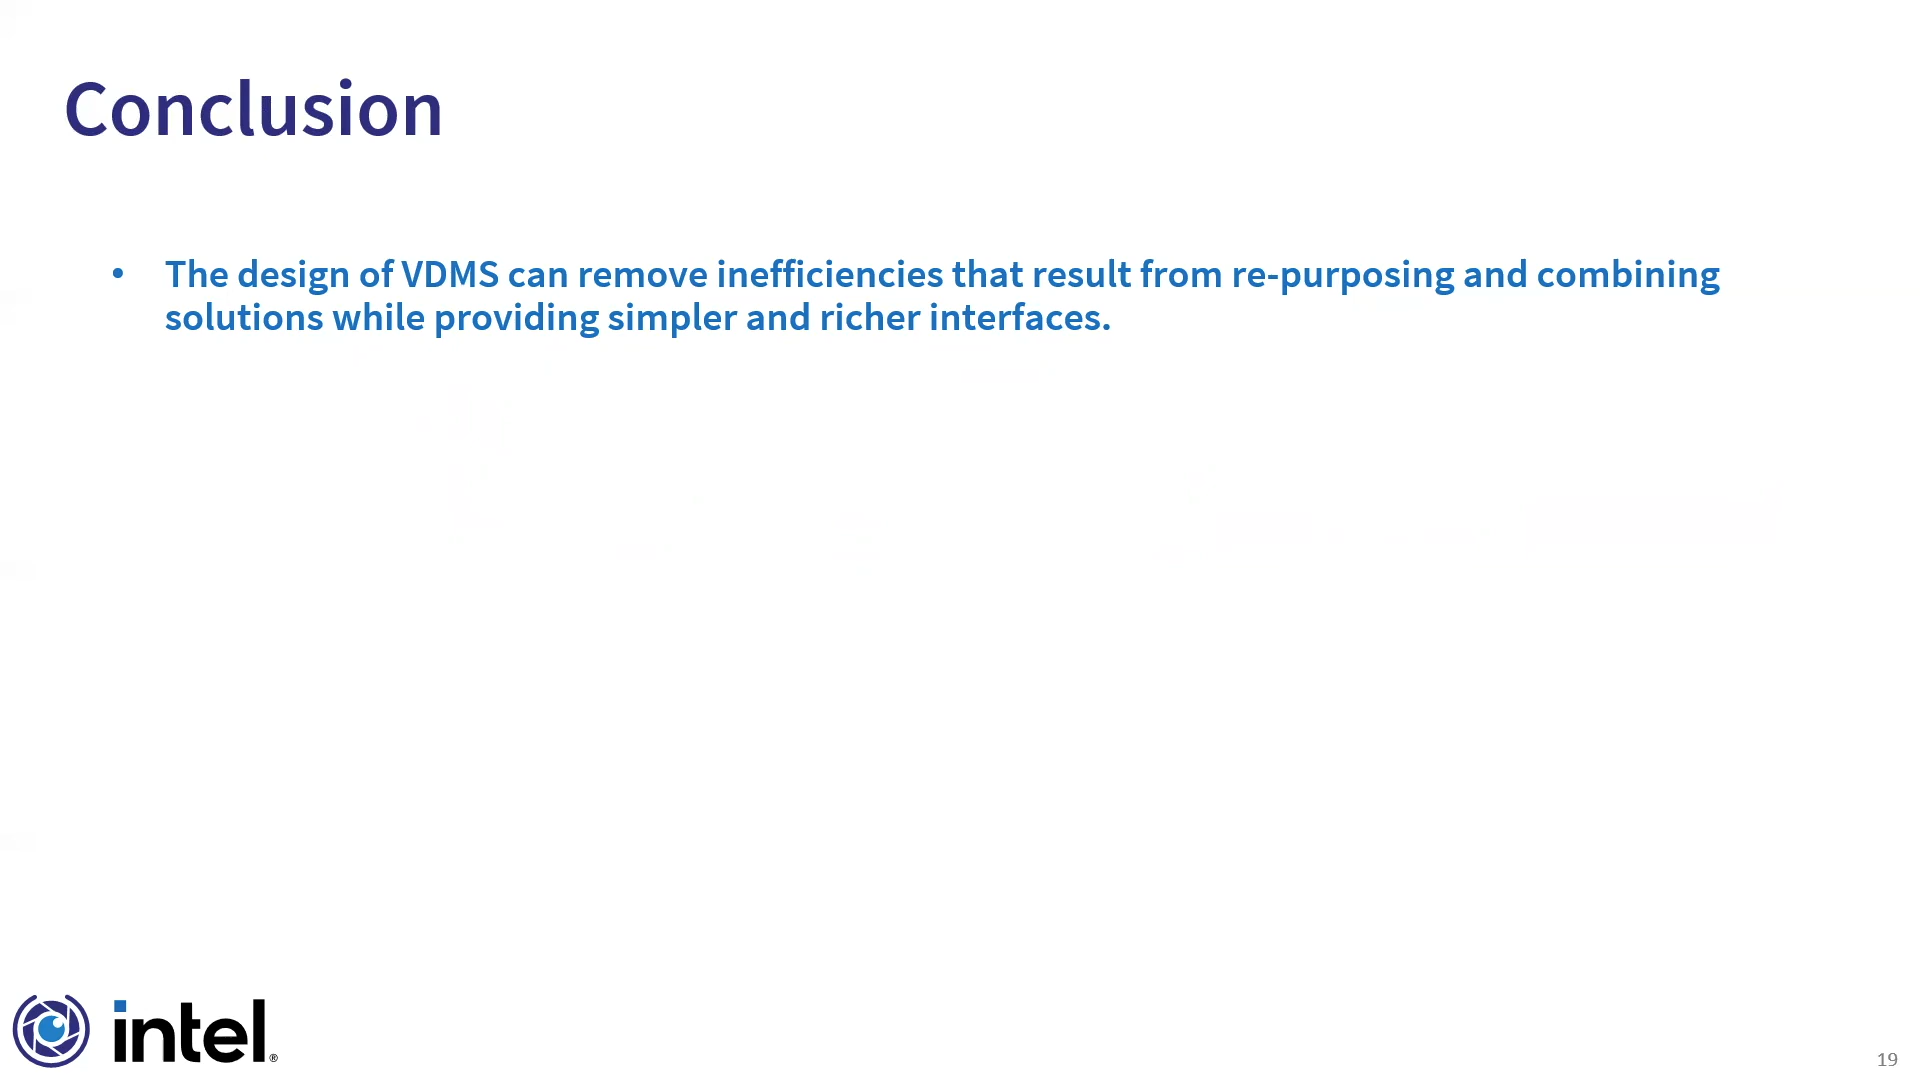 Conclusion
• The design of VDMS can remove inefficiencies that result from re-purposing and combining
solutions while providing simpler and richer interfaces.
intel®
19